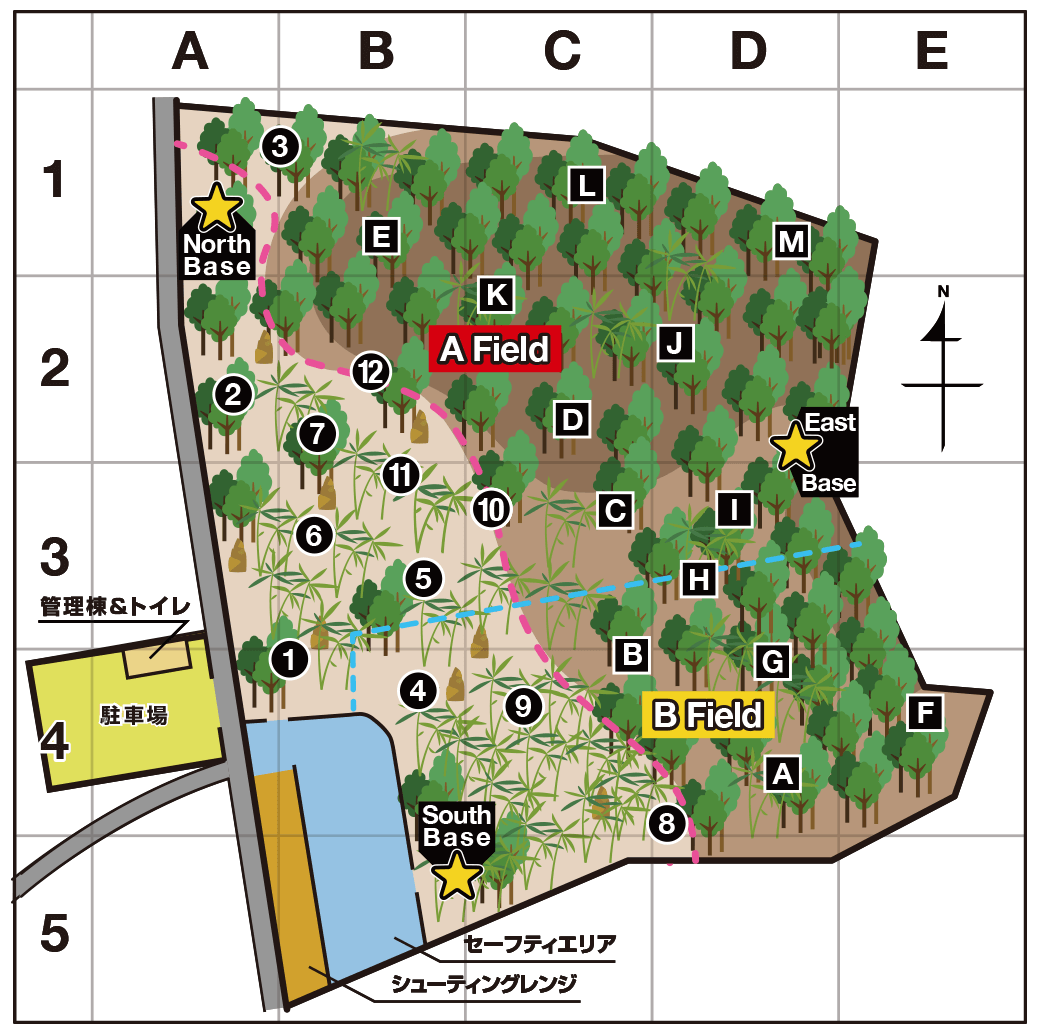 A
B
C
D
E
1
3
L
North
Base
E
M
K
N
2
A Field
J
12
2
D
7
East
Base
11
10
C
I
6
3
5
H
管理棟&トイレ
1
B
G
4
9
駐車場
4
B Field
F
A
South
Base
8
5
セーフティエリア
シューティングレンジ